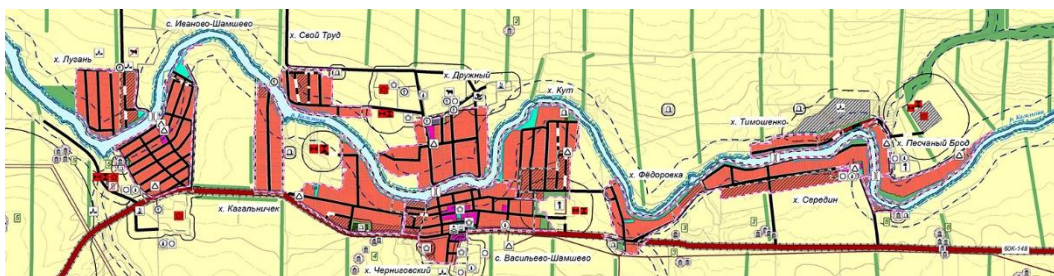 с. Иваново-Шамшево
х. Свой Труд
х. Лугань
х. Дружный
х. Кут
х. Тимошенко
х. Песчаный Брод
х. Фёдоровка
х. Середин
х. Кагальничек
с. Васильево-Шамшево
х. Черниговский
60К-148